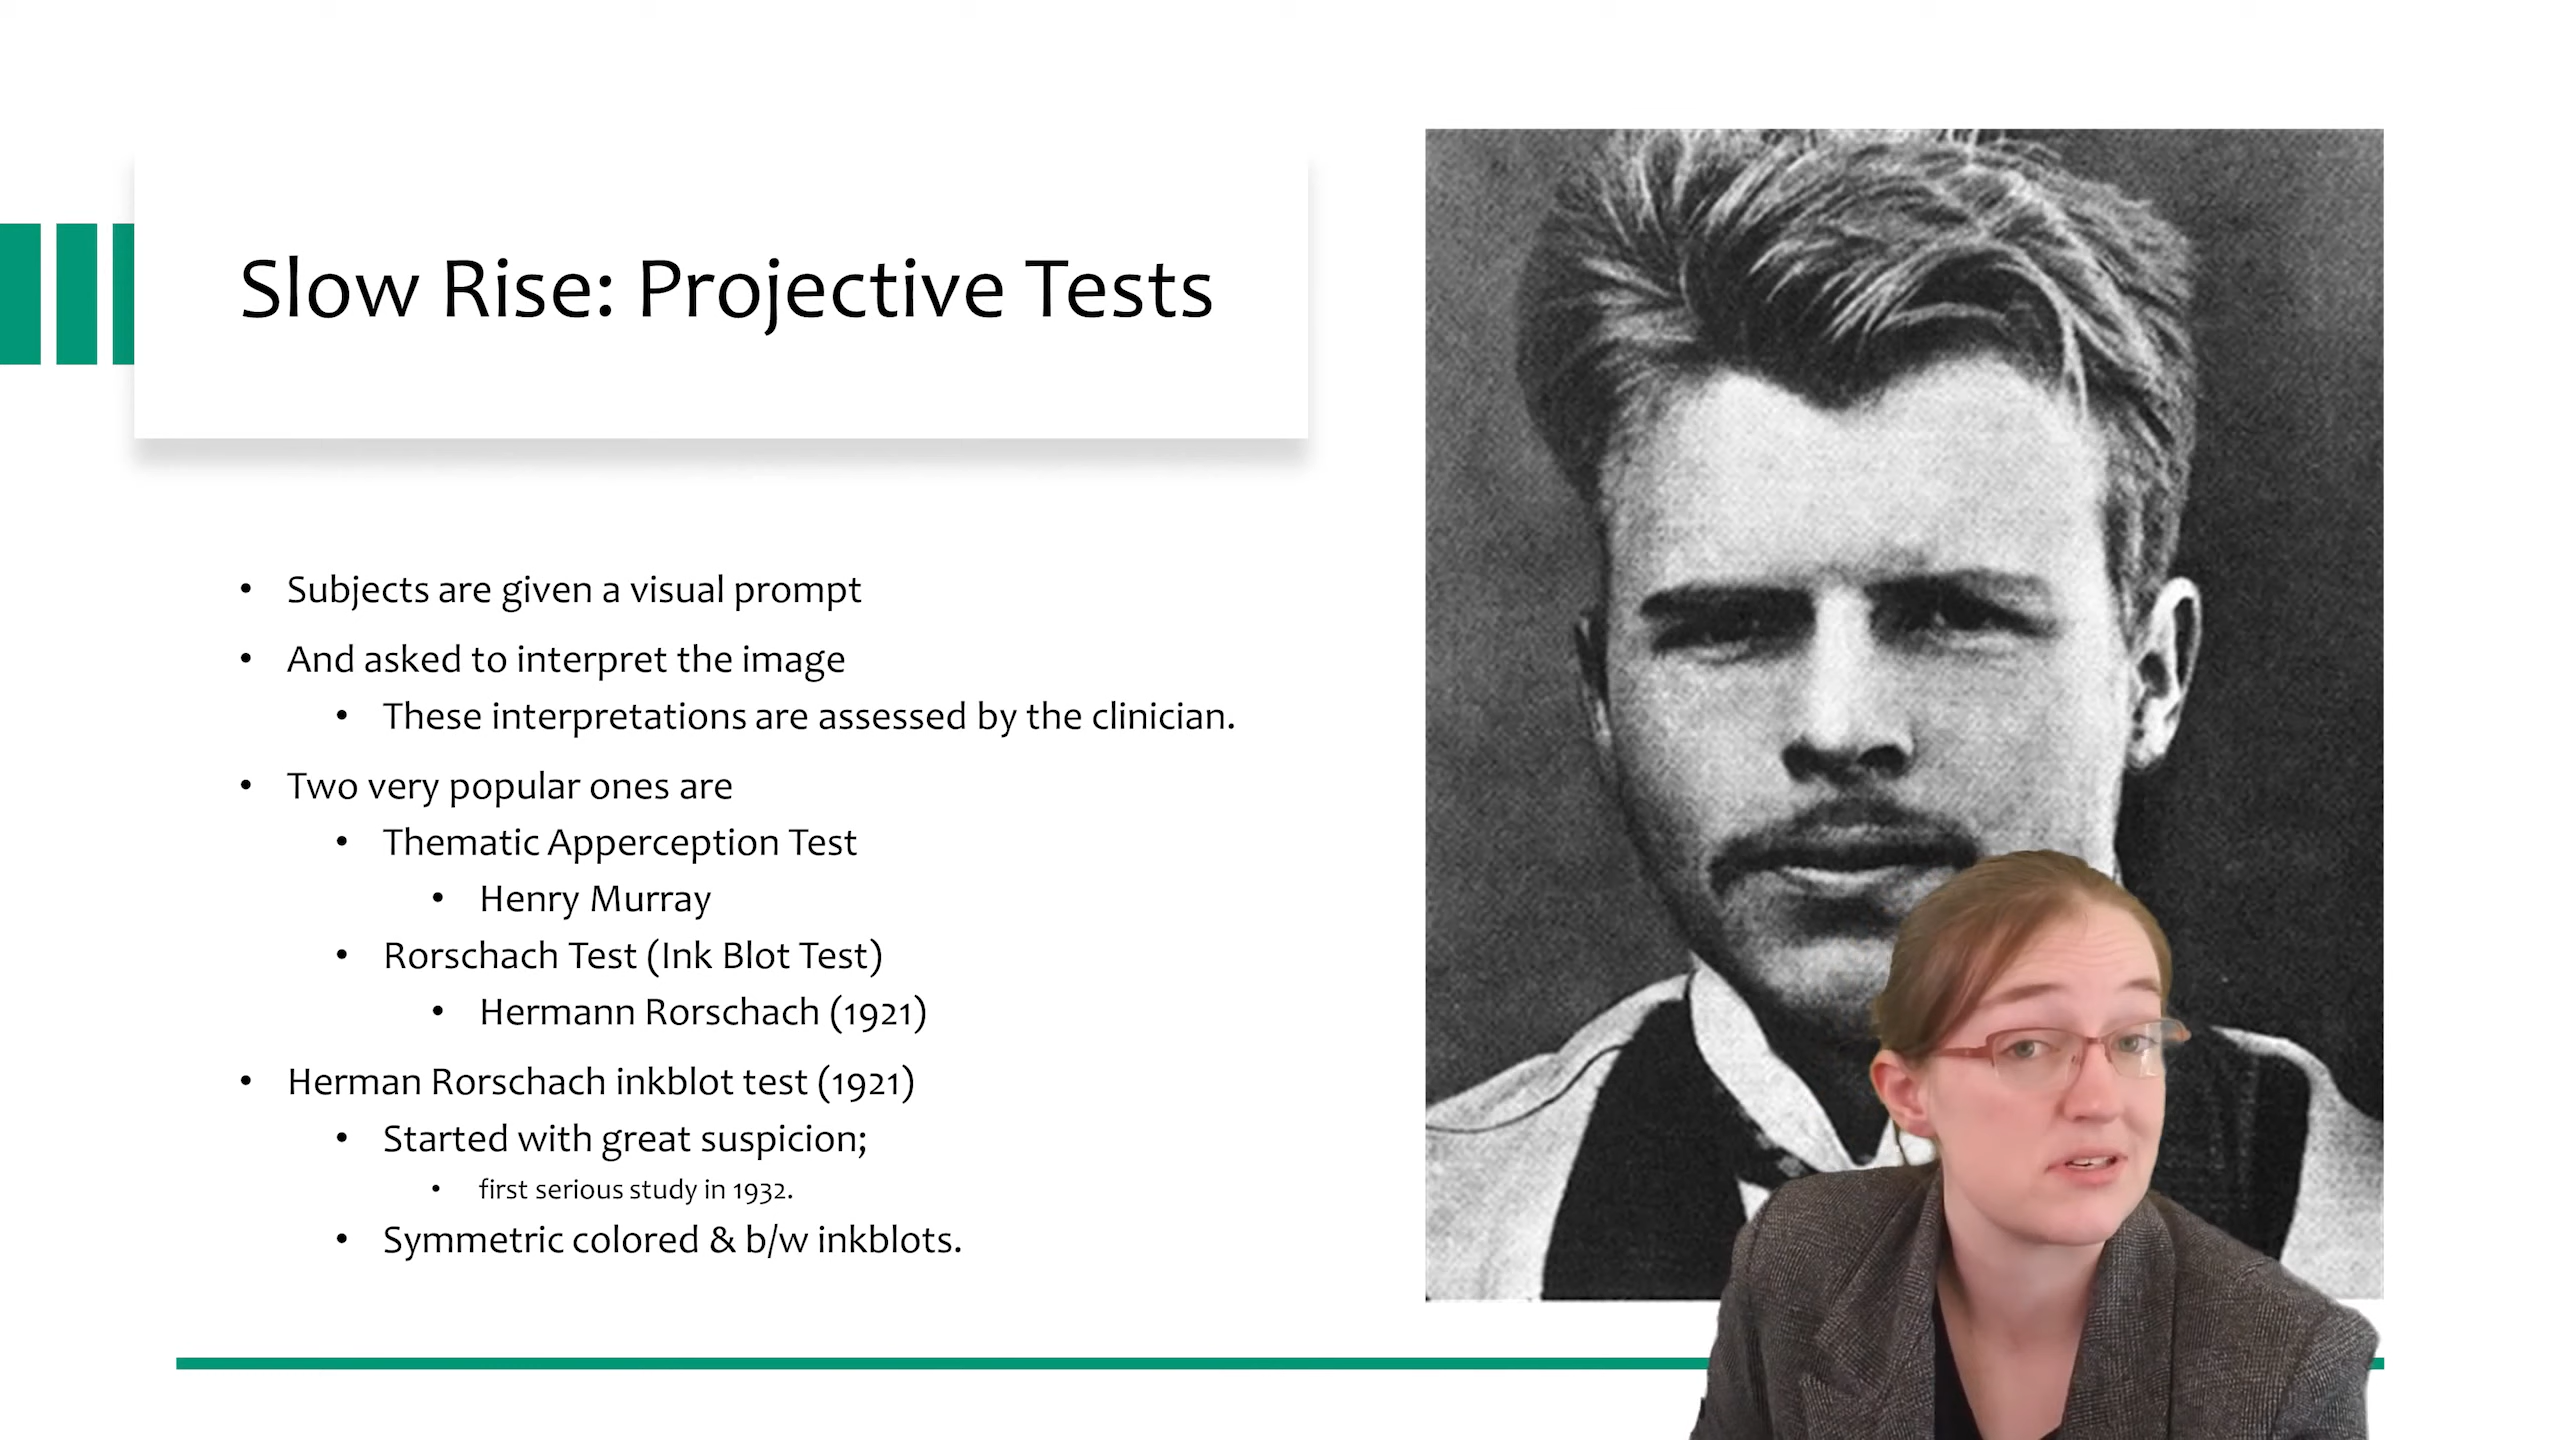 Slow Rise: Projective Tests
• Subjects are given a visual prompt
• And asked to interpret the image
• These interpretations are assessed by the clinician.
• Two very popular ones are
• Thematic Apperception Test
• Henry Murray
• Rorschach Test (Ink Blot Test)
• Hermann Rorschach (1921)
• Herman Rorschach inkblot test (1921)
• Started with great suspicion;
• first serious study in 1932.
• Symmetric colored & b/w inkblots.